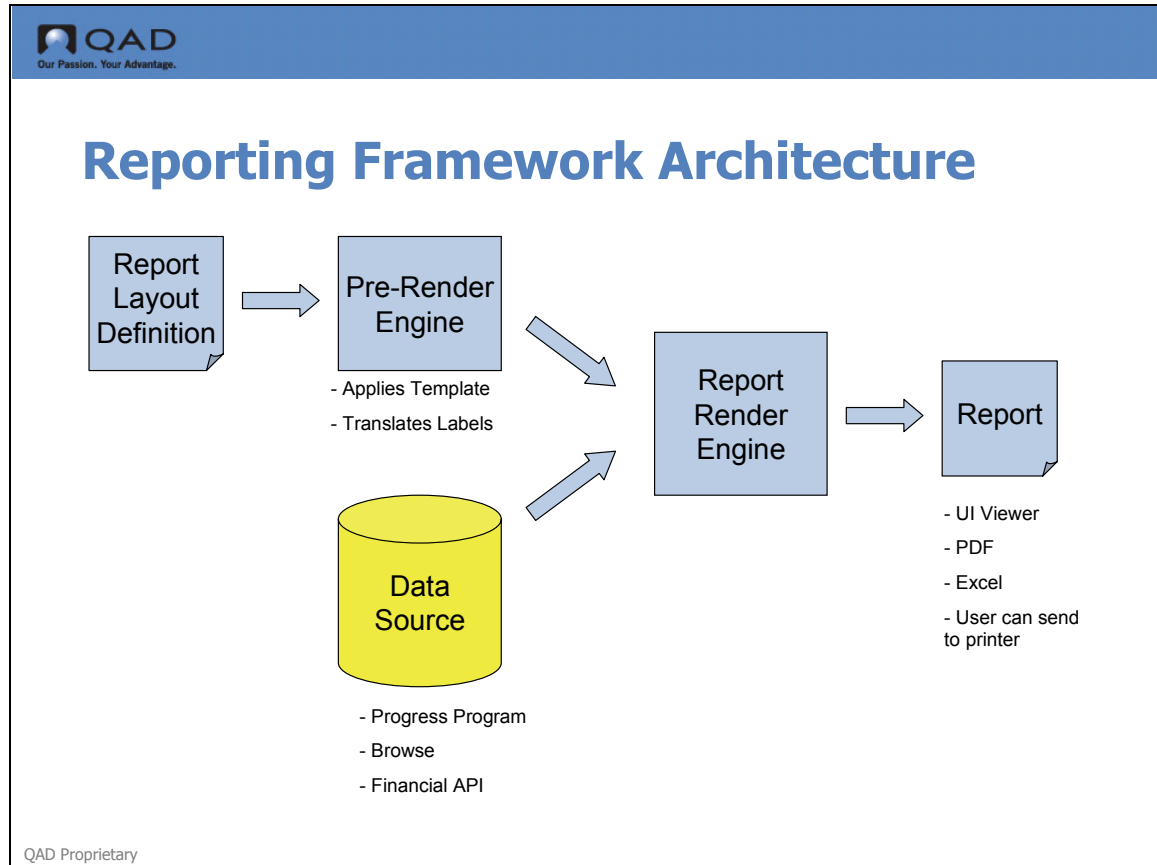 QAD
Our Passion. Your Advantage.
Reporting Framework Architecture
Report
Layout
Definition
Pre-Render
Engine
- Applies Template
- Translates Labels
Data
Source
- Progress Program
- Browse
- Financial API
Report
Render
Engine
Report
- UI Viewer
- PDF
- Excel
- User can send
to printer
QAD Proprietary